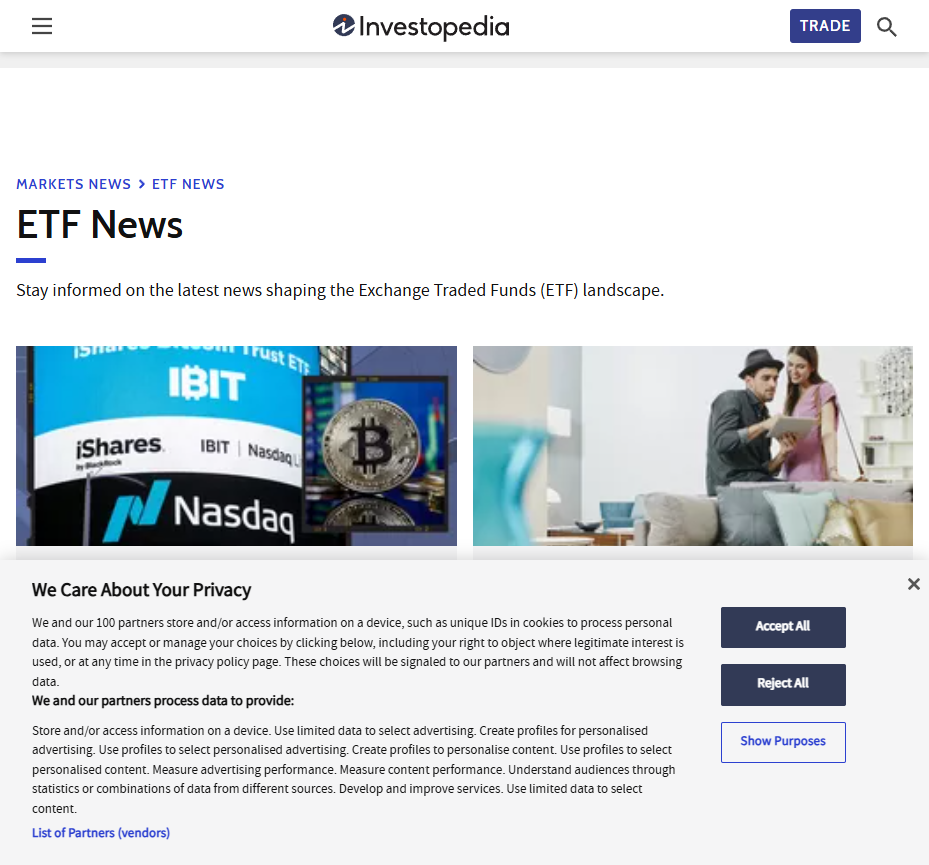 Investopedia
TRADE
MARKETS NEWS > ETF NEWS
ETF News
Stay informed on the latest news shaping the Exchange Traded Funds (ETF) landscape.
iShares Bitcoin Trust ETF
IBIT
iShares.
by BlackRock
IBIT | Nasdaq
Nasdaq
We Care About Your Privacy
We and our 100 partners store and/or access information on a device, such as unique IDs in cookies to process personal
data. You may accept or manage your choices by clicking below, including your right to object where legitimate interest is
used, or at any time in the privacy policy page. These choices will be signaled to our partners and will not affect browsing
data.
We and our partners process data to provide:
Store and/or access information on a device. Use limited data to select advertising. Create profiles for personalised
advertising. Use profiles to select personalised advertising. Create profiles to personalise content. Use profiles to select
personalised content. Measure advertising performance. Measure content performance. Understand audiences through
statistics or combinations of data from different sources. Develop and improve services. Use limited data to select
content.
List of Partners (vendors)
Accept All
Reject All
Show Purposes